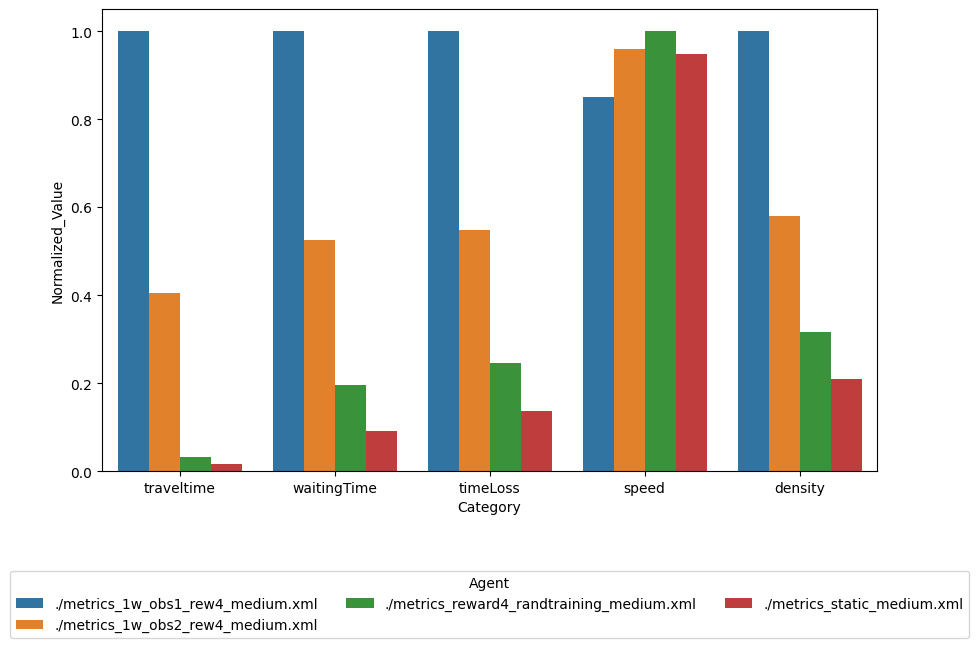 1.0
0.8
0.6
0.4
0.2
0.0
Normalized_Value
traveltime waitingTime timeLoss speed density
Category
Agent
./metrics_1w_obs1_rew4_medium.xml ./metrics_reward4_randtraining_medium.xml ./metrics_static_medium.xml
./metrics_1w_obs2_rew4_medium.xml